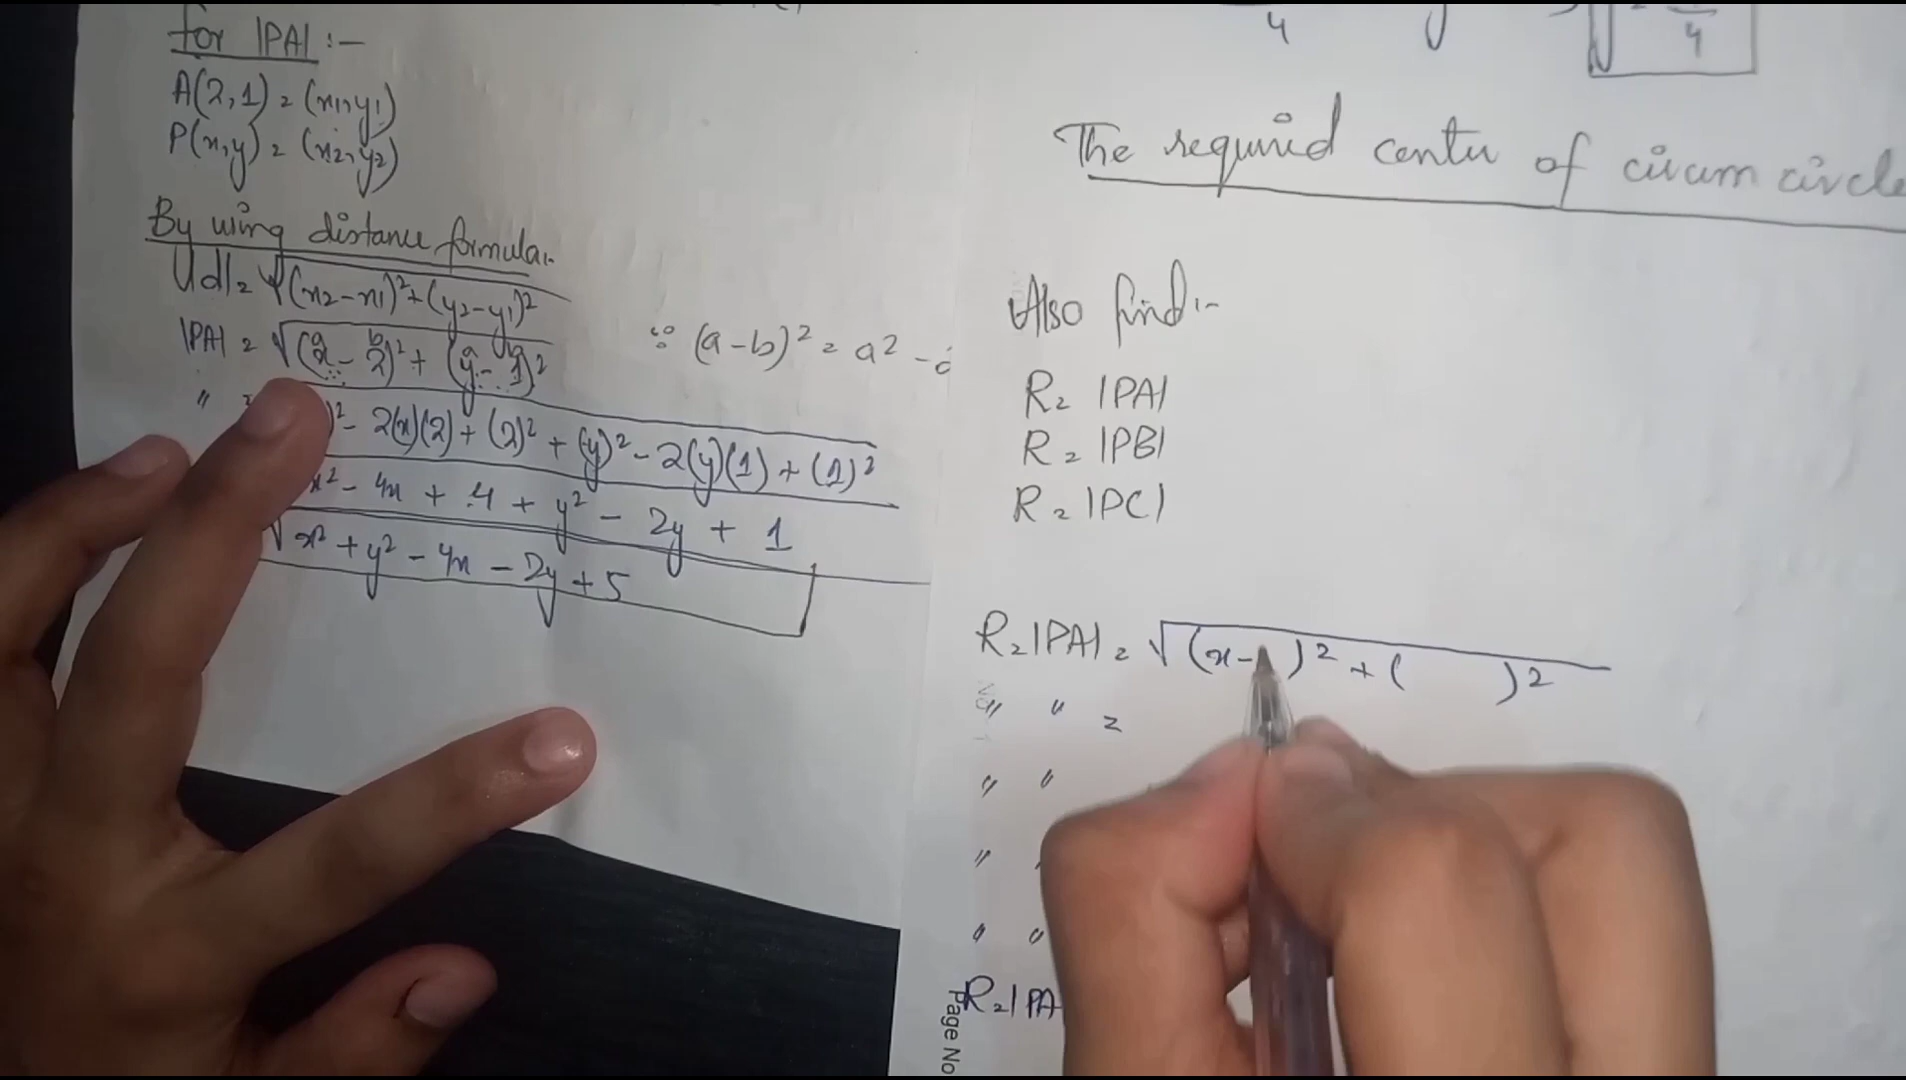 for |PA| :-
A(2,1) = (x1,y1)
P(x,y) = (x2,y2)
By using distance formula:-
|d| = √(x2-x1)²+(y2-y1)²
|PA| = √(x-2)²+(y-1)²
a b a b
∵ (a-b)² = a² -
" = )²- 2(x)(2)+(2)²+(y)²-2(y)(1)+(1)²
x²- 4x + 4 + y² - 2y + 1
√x²+y²-4x-2y+5
4
4
The required center of circum circle
Also find:-
R= |PA|
R= |PB|
R= |PC|
R=|PA| = √(x- )²+( )²
" " =
" "
"
" "
R=|PA
Page No